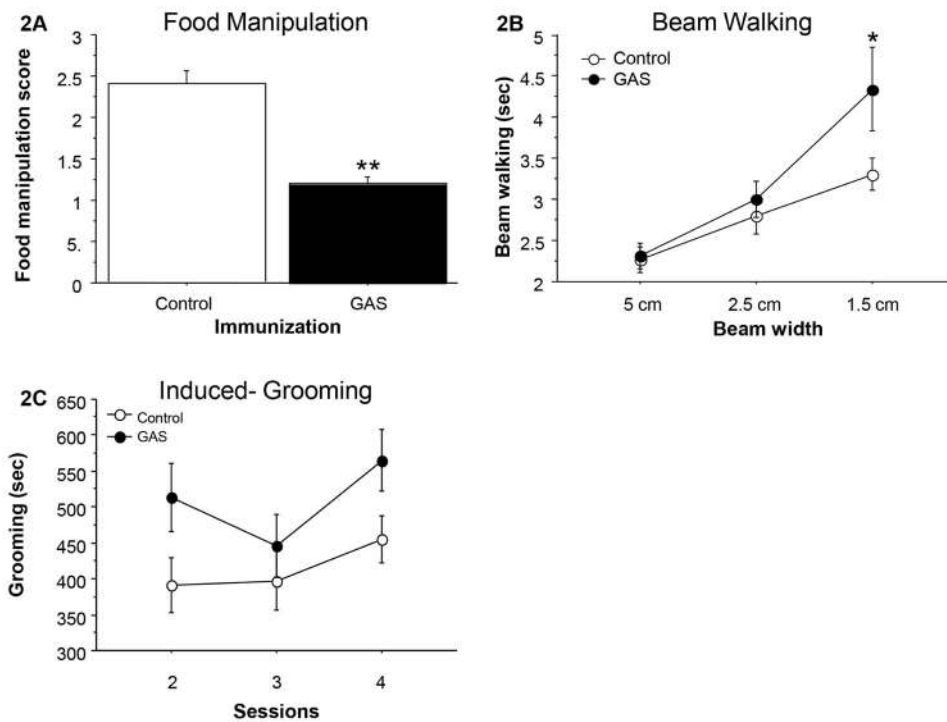 2A Food Manipulation
3
2.5
2
1.5
1.
5.
0
Food manipulation score
**
Control GAS
Immunization
2B Beam Walking
5
4.5
4
3.5
3
2.5
2
Beam walking (sec)
Control
GAS
*
5 cm 2.5 cm 1.5 cm
Beam width
2C Induced- Grooming
650
600
550
500
450
400
350
300
Grooming (sec)
Control
GAS
2 3 4
Sessions